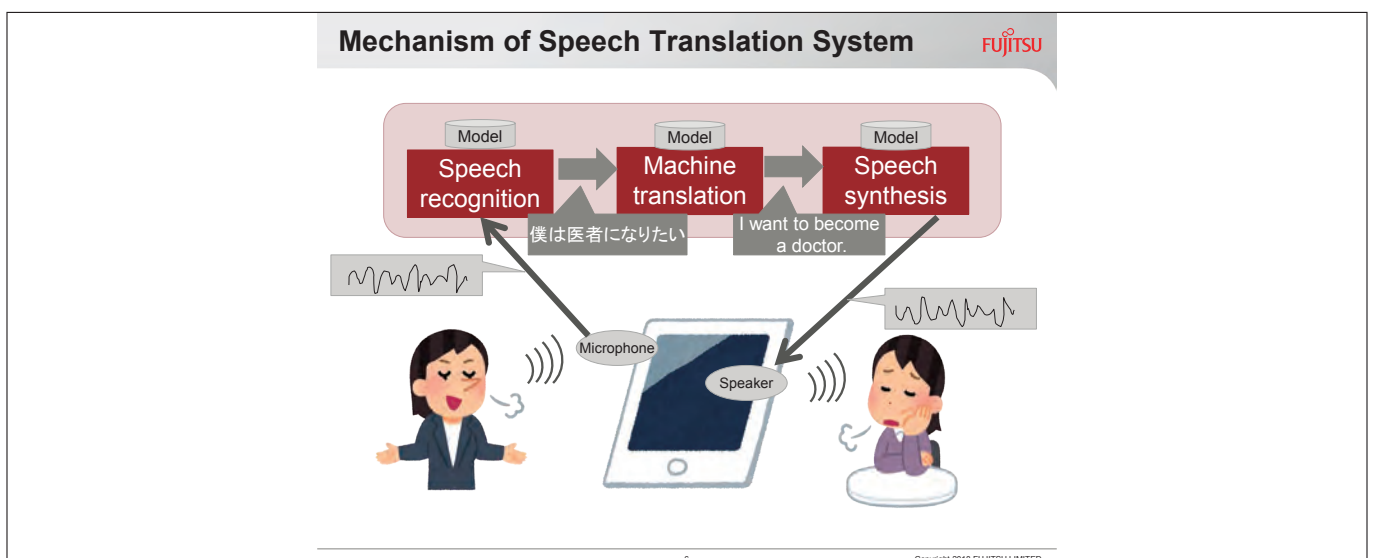 Mechanism of Speech Translation System
FUJITSU
Model
Speech
recognition
Model
Machine
translation
Model
Speech
synthesis
僕は医者になりたい
I want to become
a doctor.
Microphone
Speaker